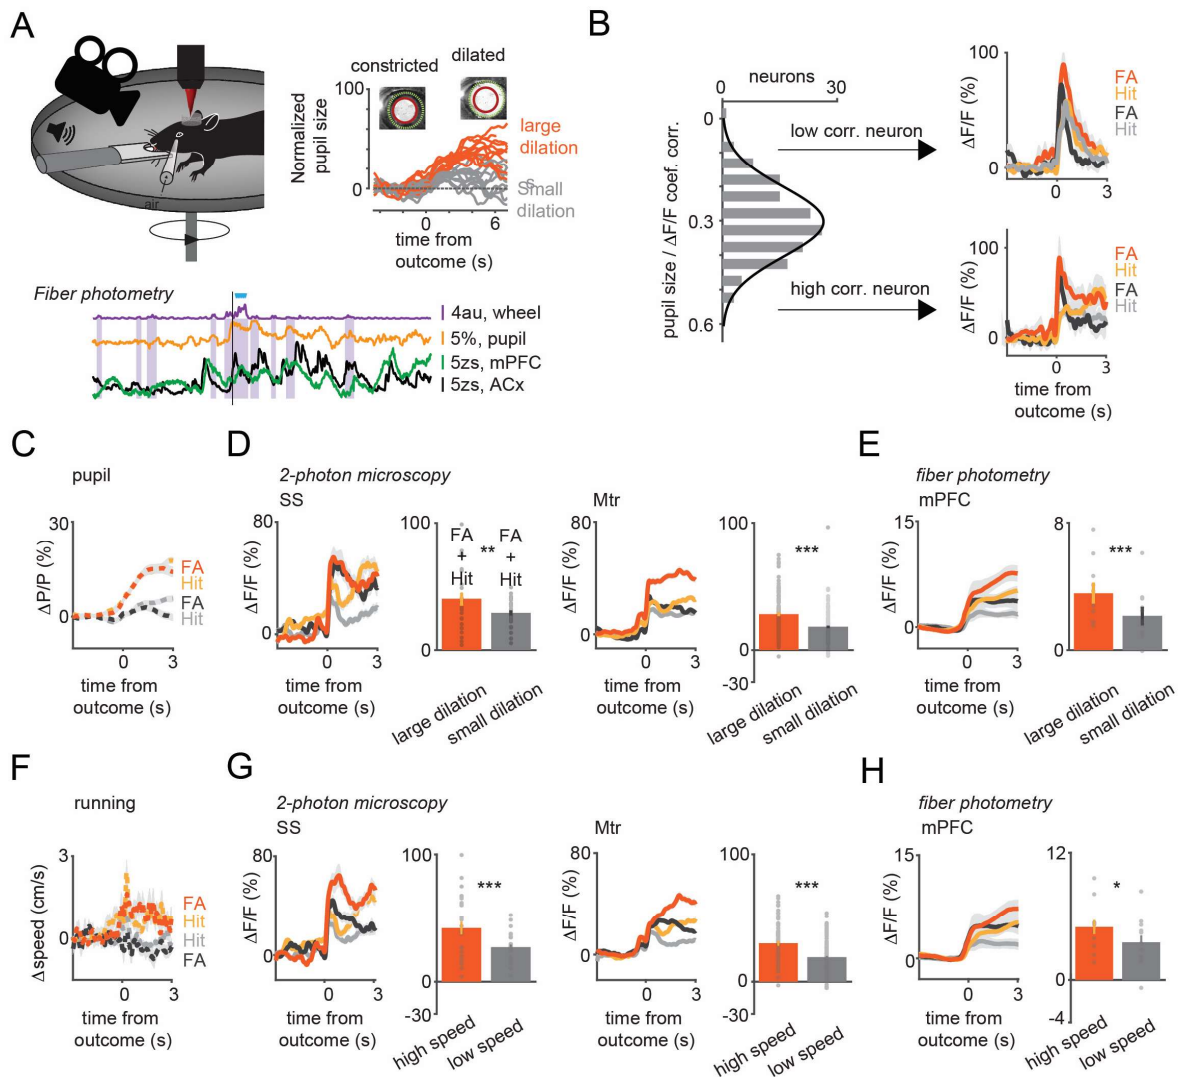 A
constricted
dilated
100
Normalized
pupil size
0
large
dilation
s
Small
dilation
0
6
time from
outcome (s)
air
Fiber photometry
4au, wheel
5%, pupil
5zs, mPFC
5zs, ACx
B
neurons
0
30
0
0.3
0.6
pupil size / ΔF/F coef. corr.
low corr. neuron
high corr. neuron
100
ΔF/F (%)
0
0
3
FA
Hit
FA
Hit
100
ΔF/F (%)
0
0
3
FA
Hit
FA
Hit
time from
outcome (s)
C
pupil
30
ΔP/P (%)
0
FA
Hit
FA
Hit
0
3
time from
outcome (s)
D
2-photon microscopy
SS
80
ΔF/F (%)
0
0
3
time from
outcome (s)
100
FA
+
Hit
**
FA
+
Hit
0
large dilation
small dilation
Mtr
80
ΔF/F (%)
0
0
3
time from
outcome (s)
100
***
0
-30
large dilation
small dilation
E
fiber photometry
mPFC
15
ΔF/F (%)
0
0
3
time from
outcome (s)
8
***
0
large dilation
small dilation
F
running
3
Δspeed (cm/s)
0
FA
Hit
Hit
FA
0
3
time from
outcome (s)
G
2-photon microscopy
SS
80
ΔF/F (%)
0
0
3
time from
outcome (s)
100
***
0
-30
high speed
low speed
Mtr
80
ΔF/F (%)
0
0
3
time from
outcome (s)
100
***
0
-30
high speed
low speed
H
fiber photometry
mPFC
15
ΔF/F (%)
0
0
3
time from
outcome (s)
12
*
0
-4
high speed
low speed